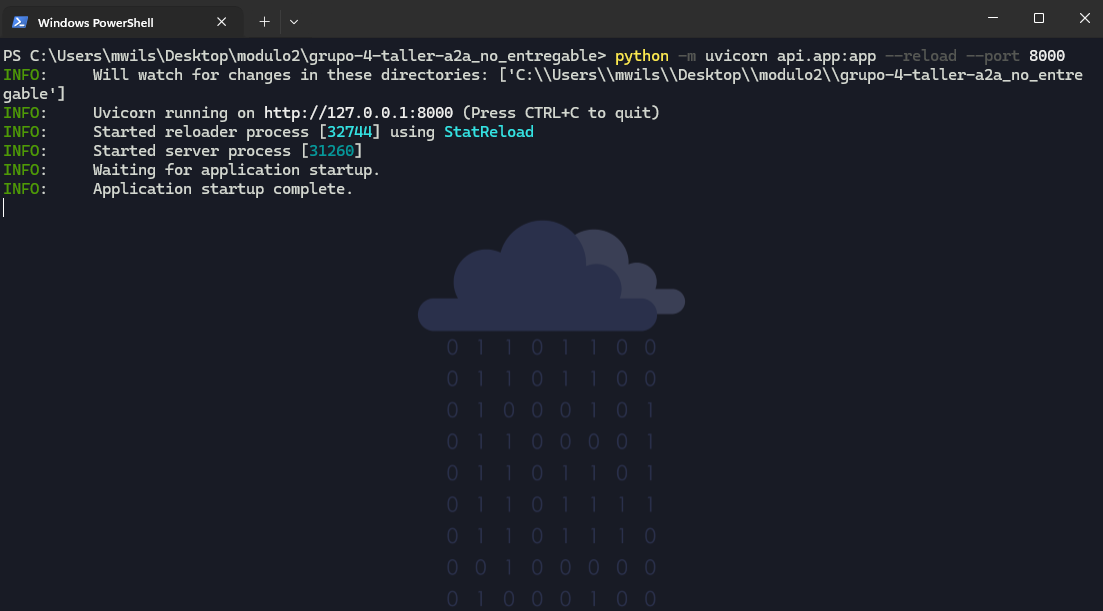 Windows PowerShell
PS C:\Users\mwils\Desktop\modulo2\grupo-4-taller-a2a_no_entregable> python -m uvicorn api.app:app --reload --port 8000
INFO:     Will watch for changes in these directories: ['C:\\Users\\mwils\\Desktop\\modulo2\\grupo-4-taller-a2a_no_entre
gable']
INFO:     Uvicorn running on http://127.0.0.1:8000 (Press CTRL+C to quit)
INFO:     Started reloader process [32744] using StatReload
INFO:     Started server process [31260]
INFO:     Waiting for application startup.
INFO:     Application startup complete.
0 1 1 0 1 1 0 0
0 1 1 0 1 1 0 0
0 1 0 0 0 1 0 1
0 1 1 0 0 0 0 1
0 1 1 0 1 1 0 1
0 1 1 0 1 1 1 1
0 1 1 0 1 1 1 0
0 0 1 0 0 0 0 0
0 1 0 0 0 1 0 0